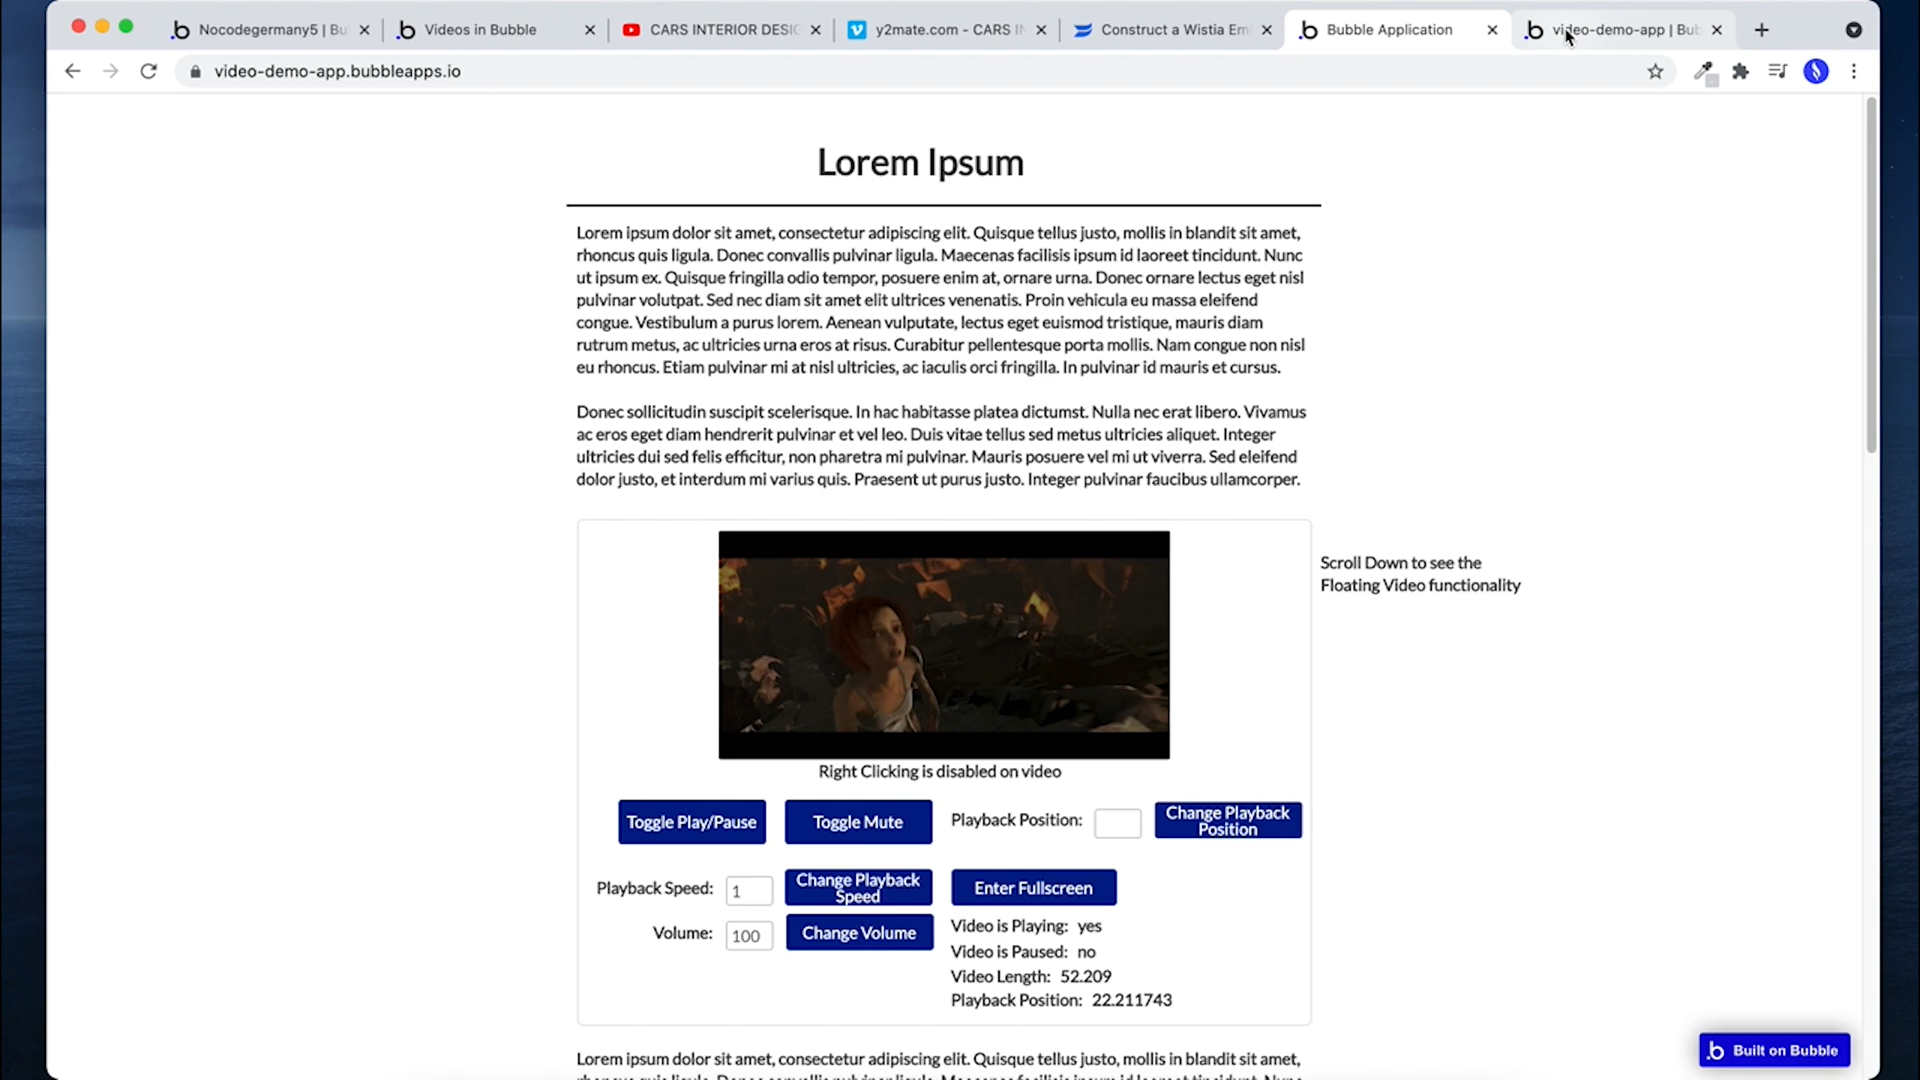 Nocodegermany5 | Bu
Videos in Bubble
CARS INTERIOR DESIG
y2mate.com - CARS IN
Construct a Wistia Em
Bubble Application
video-demo-app | Bub
video-demo-app.bubbleapps.io
Lorem Ipsum
Lorem ipsum dolor sit amet, consectetur adipiscing elit. Quisque tellus justo, mollis in blandit sit amet,
rhoncus quis ligula. Donec convallis pulvinar ligula. Maecenas facilisis ipsum id laoreet tincidunt. Nunc
ut ipsum ex. Quisque fringilla odio tempor, posuere enim at, ornare urna. Donec ornare lectus eget nisl
pulvinar volutpat. Sed nec diam sit amet elit ultrices venenatis. Proin vehicula eu massa eleifend
congue. Vestibulum a purus lorem. Aenean vulputate, lectus eget euismod tristique, mauris diam
rutrum metus, ac ultricies urna eros at risus. Curabitur pellentesque porta mollis. Nam congue non nisl
eu rhoncus. Etiam pulvinar mi at nisl ultricies, ac iaculis orci fringilla. In pulvinar id mauris et cursus.
Donec sollicitudin suscipit scelerisque. In hac habitasse platea dictumst. Nulla nec erat libero. Vivamus
ac eros eget diam hendrerit pulvinar et vel leo. Duis vitae tellus sed metus ultricies aliquet. Integer
ultricies dui sed felis efficitur, non pharetra mi pulvinar. Mauris posuere vel mi ut viverra. Sed eleifend
dolor justo, et interdum mi varius quis. Praesent ut purus justo. Integer pulvinar faucibus ullamcorper.
Scroll Down to see the
Floating Video functionality
Right Clicking is disabled on video
Toggle Play/Pause
Toggle Mute
Playback Position:
Change Playback
Position
Playback Speed: 1
Change Playback
Speed
Enter Fullscreen
Volume: 100
Change Volume
Video is Playing: yes
Video is Paused: no
Video Length: 52.209
Playback Position: 22.211743
Lorem ipsum dolor sit amet, consectetur adipiscing elit. Quisque tellus justo, mollis in blandit sit amet,
Built on Bubble